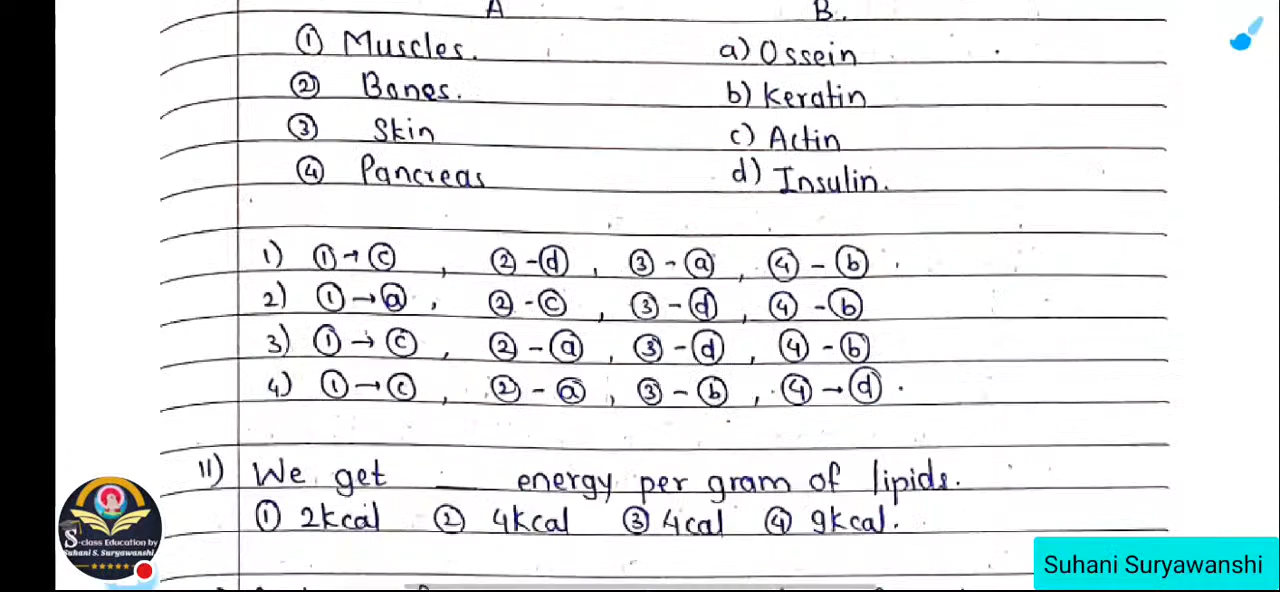 A B.
① Muscles. a) Ossein
② Bones. b) Keratin
③ Skin c) Actin
④ Pancreas d) Insulin.
1) ① → ⓒ , ② - ⓓ , ③ - ⓐ , ④ - ⓑ .
2) ① → ⓐ , ② - ⓒ , ③ - ⓓ , ④ - ⓑ
3) ① → ⓒ , ② - ⓐ , ③ - ⓓ , ④ - ⓑ
4) ① → ⓒ , ② - ⓐ , ③ - ⓑ , ④ → ⓓ .
11) We get __ energy per gram of lipids.
① 2kcal ② 4kcal ③ 4cal ④ 9kcal.
S-class Education by
Suhani S. Suryawanshi
Suhani Suryawanshi